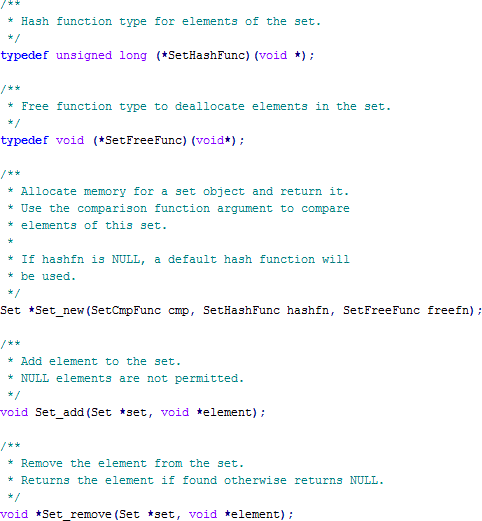 /**
 * Hash function type for elements of the set.
 */
typedef unsigned long (*SetHashFunc)(void *);

/**
 * Free function type to deallocate elements in the set.
 */
typedef void (*SetFreeFunc)(void*);

/**
 * Allocate memory for a set object and return it.
 * Use the comparison function argument to compare
 * elements of this set.
 *
 * If hashfn is NULL, a default hash function will
 * be used.
 */
Set *Set_new(SetCmpFunc cmp, SetHashFunc hashfn, SetFreeFunc freefn);

/**
 * Add element to the set.
 * NULL elements are not permitted.
 */
void Set_add(Set *set, void *element);

/**
 * Remove the element from the set.
 * Returns the element if found otherwise returns NULL.
 */
void *Set_remove(Set *set, void *element);